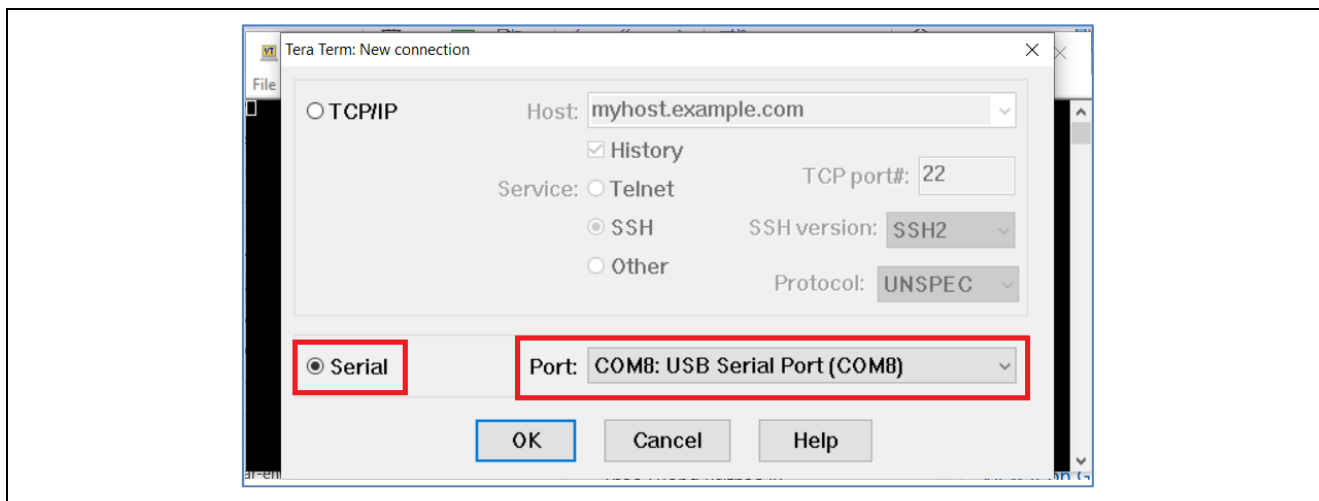 Tera Term: New connection
File
TCP/IP
Host: myhost.example.com
History
TCP port#: 22
Service: Telnet
SSH
SSH version: SSH2
Other
Protocol: UNSPEC
Serial
Port: COM8: USB Serial Port (COM8)
OK
Cancel
Help